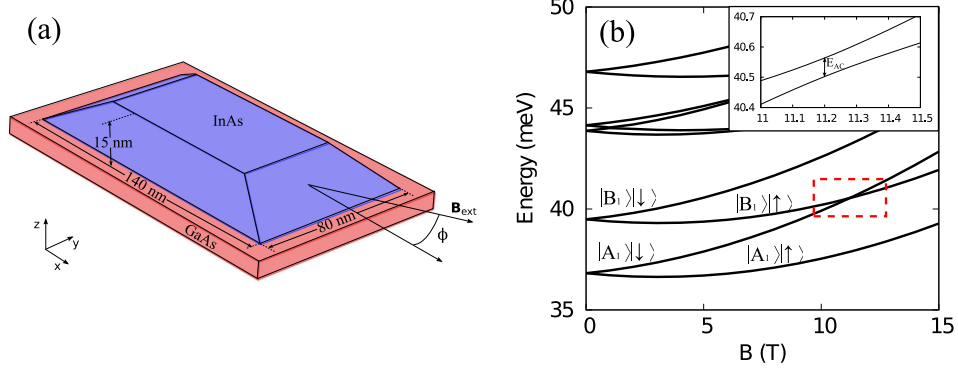 (a)
InAs
15 nm
140 nm
80 nm
GaAs
B_ext
ϕ
z
y
x
(b)
50
45
40
35
Energy (meV)
0
5
10
15
B (T)
|B₁⟩|↓⟩
|B₁⟩|↑⟩
|A₁⟩|↓⟩
|A₁⟩|↑⟩
40.7
40.6
40.5
40.4
E_AC
11
11.1
11.2
11.3
11.4
11.5